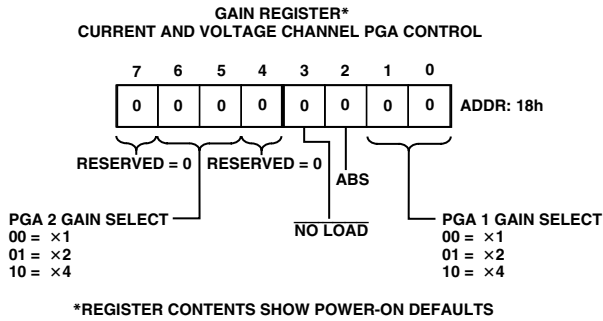 GAIN REGISTER*
CURRENT AND VOLTAGE CHANNEL PGA CONTROL
7 6 5 4 3 2 1 0
0 0 0 0 0 0 0 0 ADDR: 18h
RESERVED = 0 RESERVED = 0
ABS
PGA 2 GAIN SELECT NO LOAD PGA 1 GAIN SELECT
00 = ×1 00 = ×1
01 = ×2 01 = ×2
10 = ×4 10 = ×4
*REGISTER CONTENTS SHOW POWER-ON DEFAULTS